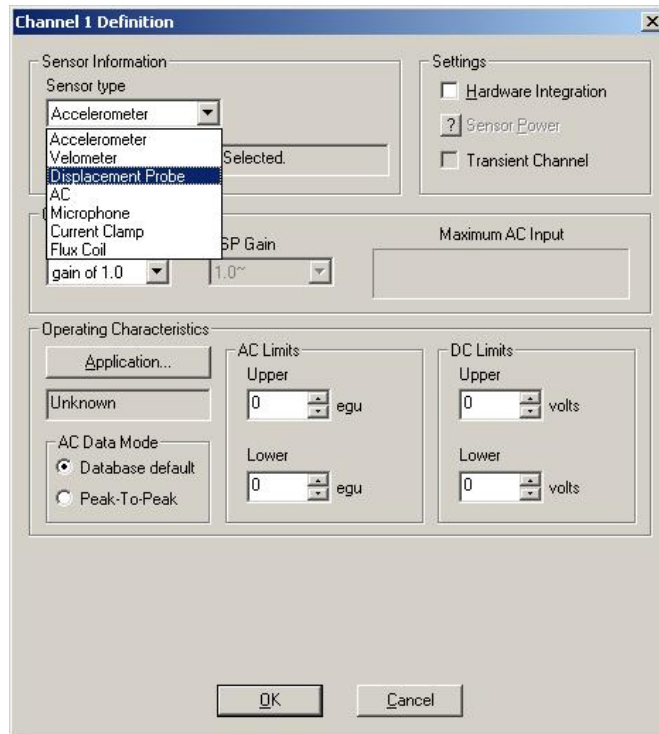 Channel 1 Definition
Sensor Information
Sensor type
Accelerometer
Accelerometer
Velometer
Displacement Probe
AC
Microphone
Current Clamp
Flux Coil
Selected.
Settings
Hardware Integration
? Sensor Power
Transient Channel
Gain
gain of 1.0
1.0~
Maximum AC Input
Operating Characteristics
Application...
Unknown
AC Data Mode
Database default
Peak-To-Peak
AC Limits
Upper
0 egu
Lower
0 egu
DC Limits
Upper
0 volts
Lower
0 volts
OK
Cancel